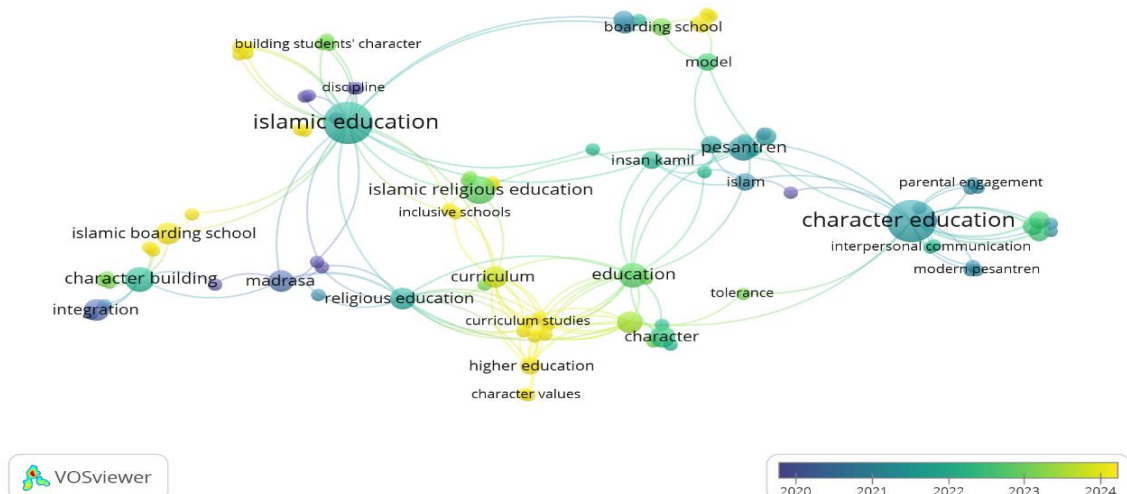 boarding school
building students' character
model
discipline
islamic education
pesantren
insan kamil
islamic religious education
islam
parental engagement
inclusive schools
character education
islamic boarding school
interpersonal communication
modern pesantren
character building
madrasa
curriculum
education
religious education
tolerance
integration
curriculum studies
character
higher education
character values
VOSviewer
2020 2021 2022 2023 2024